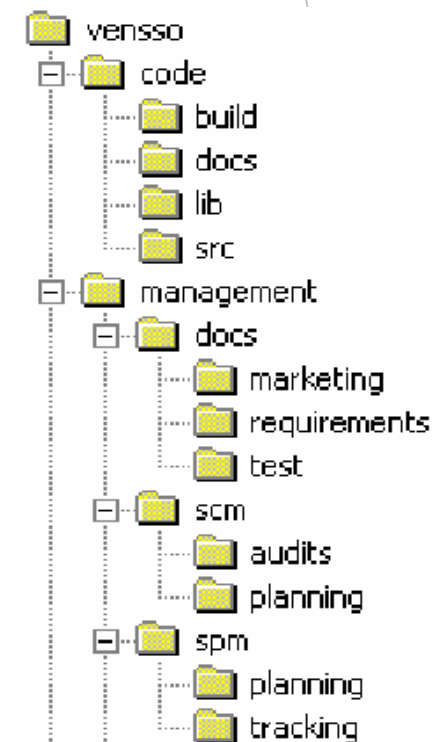 vensso
code
build
docs
lib
src
management
docs
marketing
requirements
test
scm
audits
planning
spm
planning
tracking